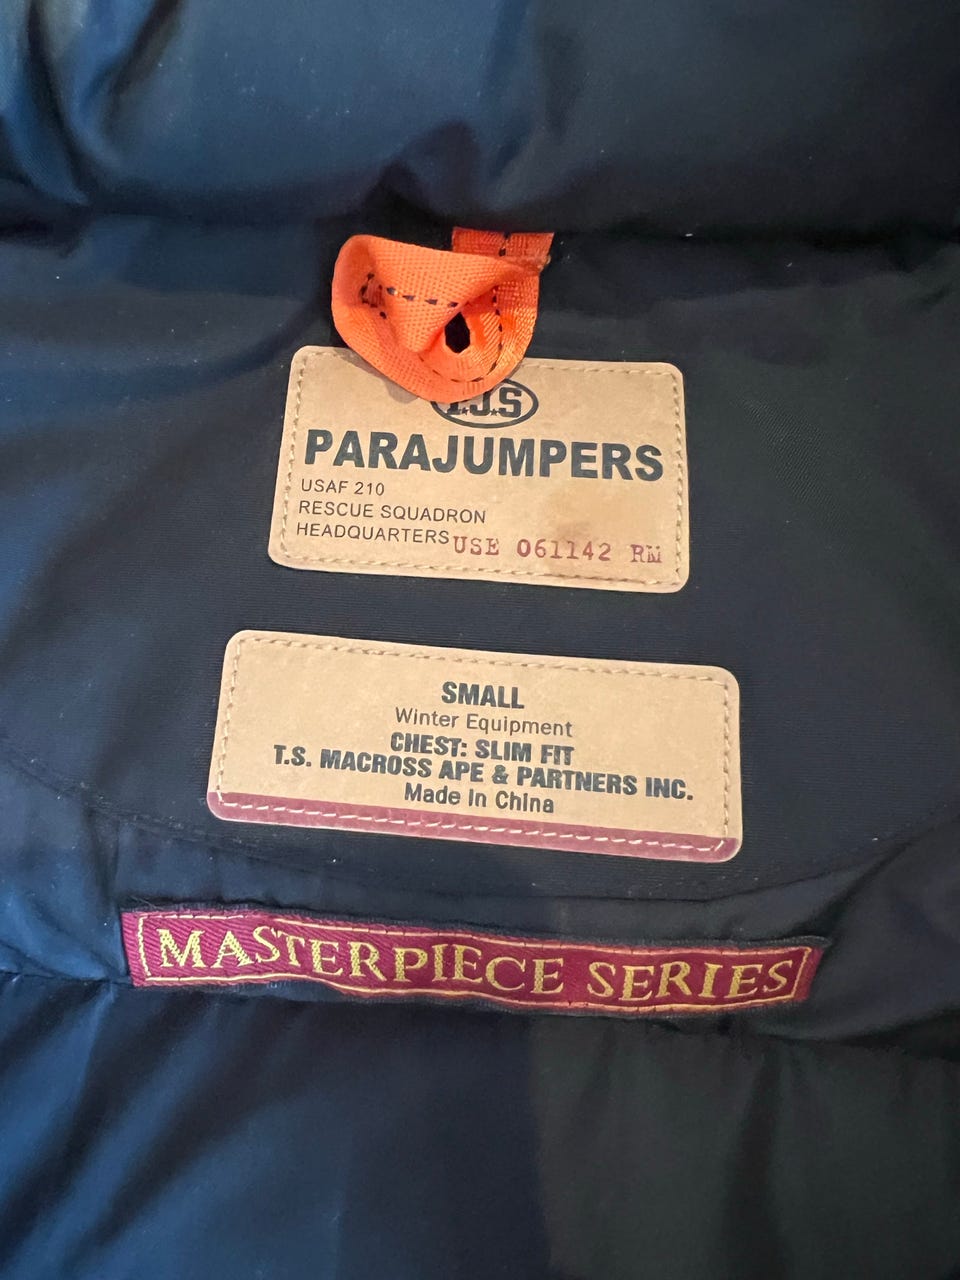 P.J.S
PARAJUMPERS
USAF 210
RESCUE SQUADRON
HEADQUARTERS USE 061142 RM
SMALL
Winter Equipment
CHEST: SLIM FIT
T.S. MACROSS APE & PARTNERS INC.
Made In China
MASTERPIECE SERIES